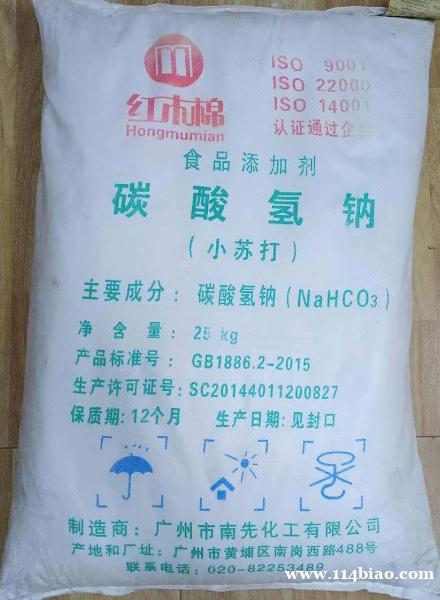 红木棉
Hongmumian
ISO 9001
ISO 22000
ISO 14001
认证通过企业
食品添加剂
碳酸氢钠
(小苏打)
主要成分：碳酸氢钠(NaHCO3)
净含量：25kg
产品标准号：GB1886.2-2015
生产许可证号：SC20144011200827
保质期：12个月 生产日期：见封口
制造商：广州市南先化工有限公司
产地和厂址：广州市黄埔区南岗西路488号
联系电话：020-82253489
www.114biao.com